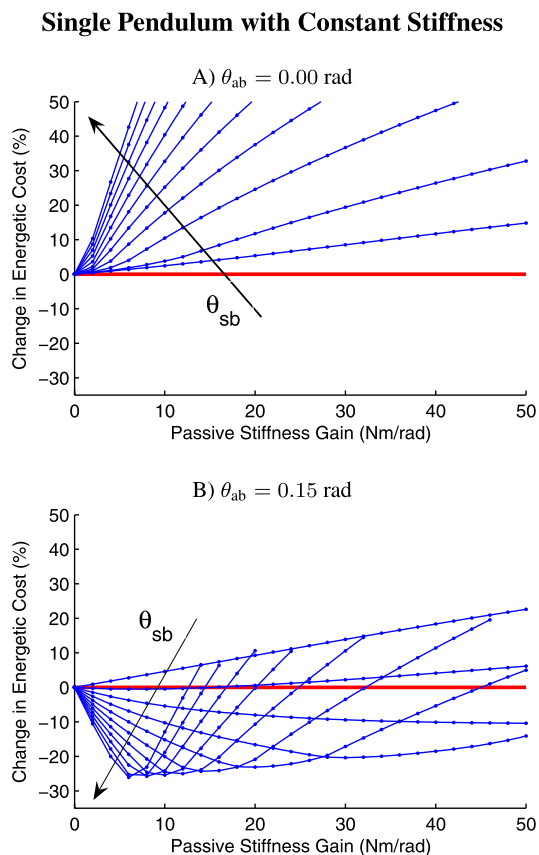 Single Pendulum with Constant Stiffness
A) θab = 0.00 rad
50
40
30
20
10
0
−10
−20
−30
Change in Energetic Cost (%)
θsb
0 10 20 30 40 50
Passive Stiffness Gain (Nm/rad)
B) θab = 0.15 rad
50
40
30
20
10
0
−10
−20
−30
Change in Energetic Cost (%)
θsb
0 10 20 30 40 50
Passive Stiffness Gain (Nm/rad)